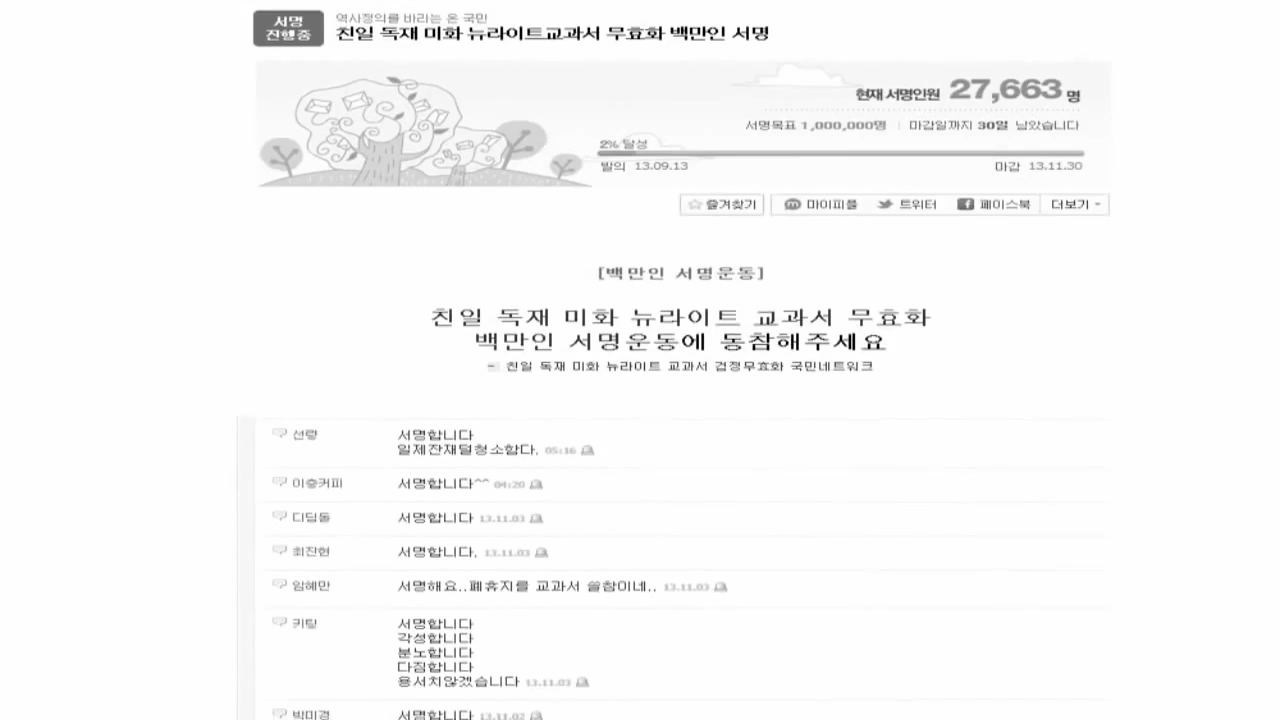 서명
진행중
역사정의를 바라는 온 국민
친일 독재 미화 뉴라이트교과서 무효화 백만인 서명
현재 서명인원 27,663 명
서명목표 1,000,000명 | 마감일까지 30일 남았습니다
2% 달성
발의 13.09.13 마감 13.11.30
즐겨찾기 마이피플 트위터 페이스북 더보기
[백만인 서명운동]
친일 독재 미화 뉴라이트 교과서 무효화
백만인 서명운동에 동참해주세요
- 친일 독재 미화 뉴라이트 교과서 검정무효화 국민네트워크
선량 서명합니다
일제잔재털청소합다. 05:16
이층커피 서명합니다^^ 04:20
디딤돌 서명합니다 13.11.03
최진현 서명합니다. 13.11.03
임혜만 서명해요..폐휴지를 교과서 쓸참이네.. 13.11.03
키팅 서명합니다
각성합니다
분노합니다
다짐합니다
용서치않겠습니다 13.11.03
박미경 서명합니다 13.11.02